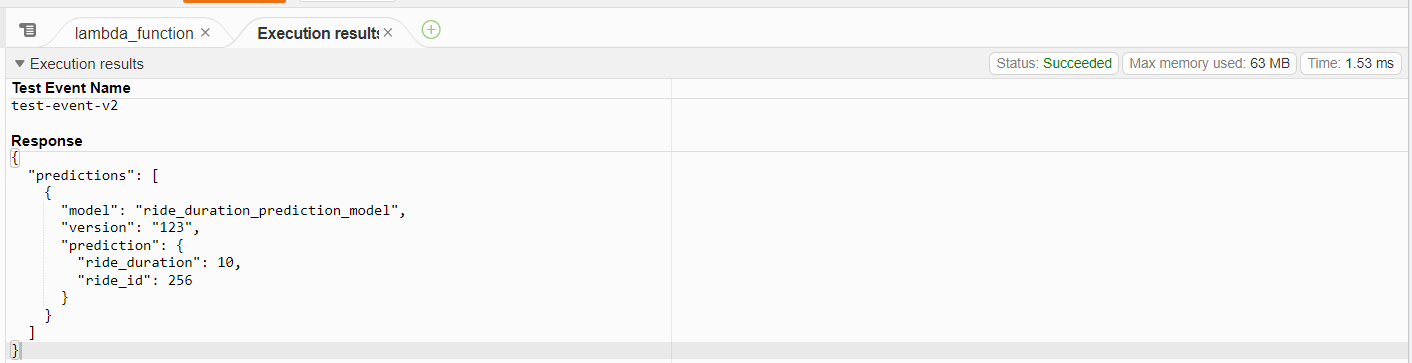 lambda_function × Execution results ×
Execution results Status: Succeeded Max memory used: 63 MB Time: 1.53 ms
Test Event Name
test-event-v2
Response
{
  "predictions": [
    {
      "model": "ride_duration_prediction_model",
      "version": "123",
      "prediction": {
        "ride_duration": 10,
        "ride_id": 256
      }
    }
  ]
}